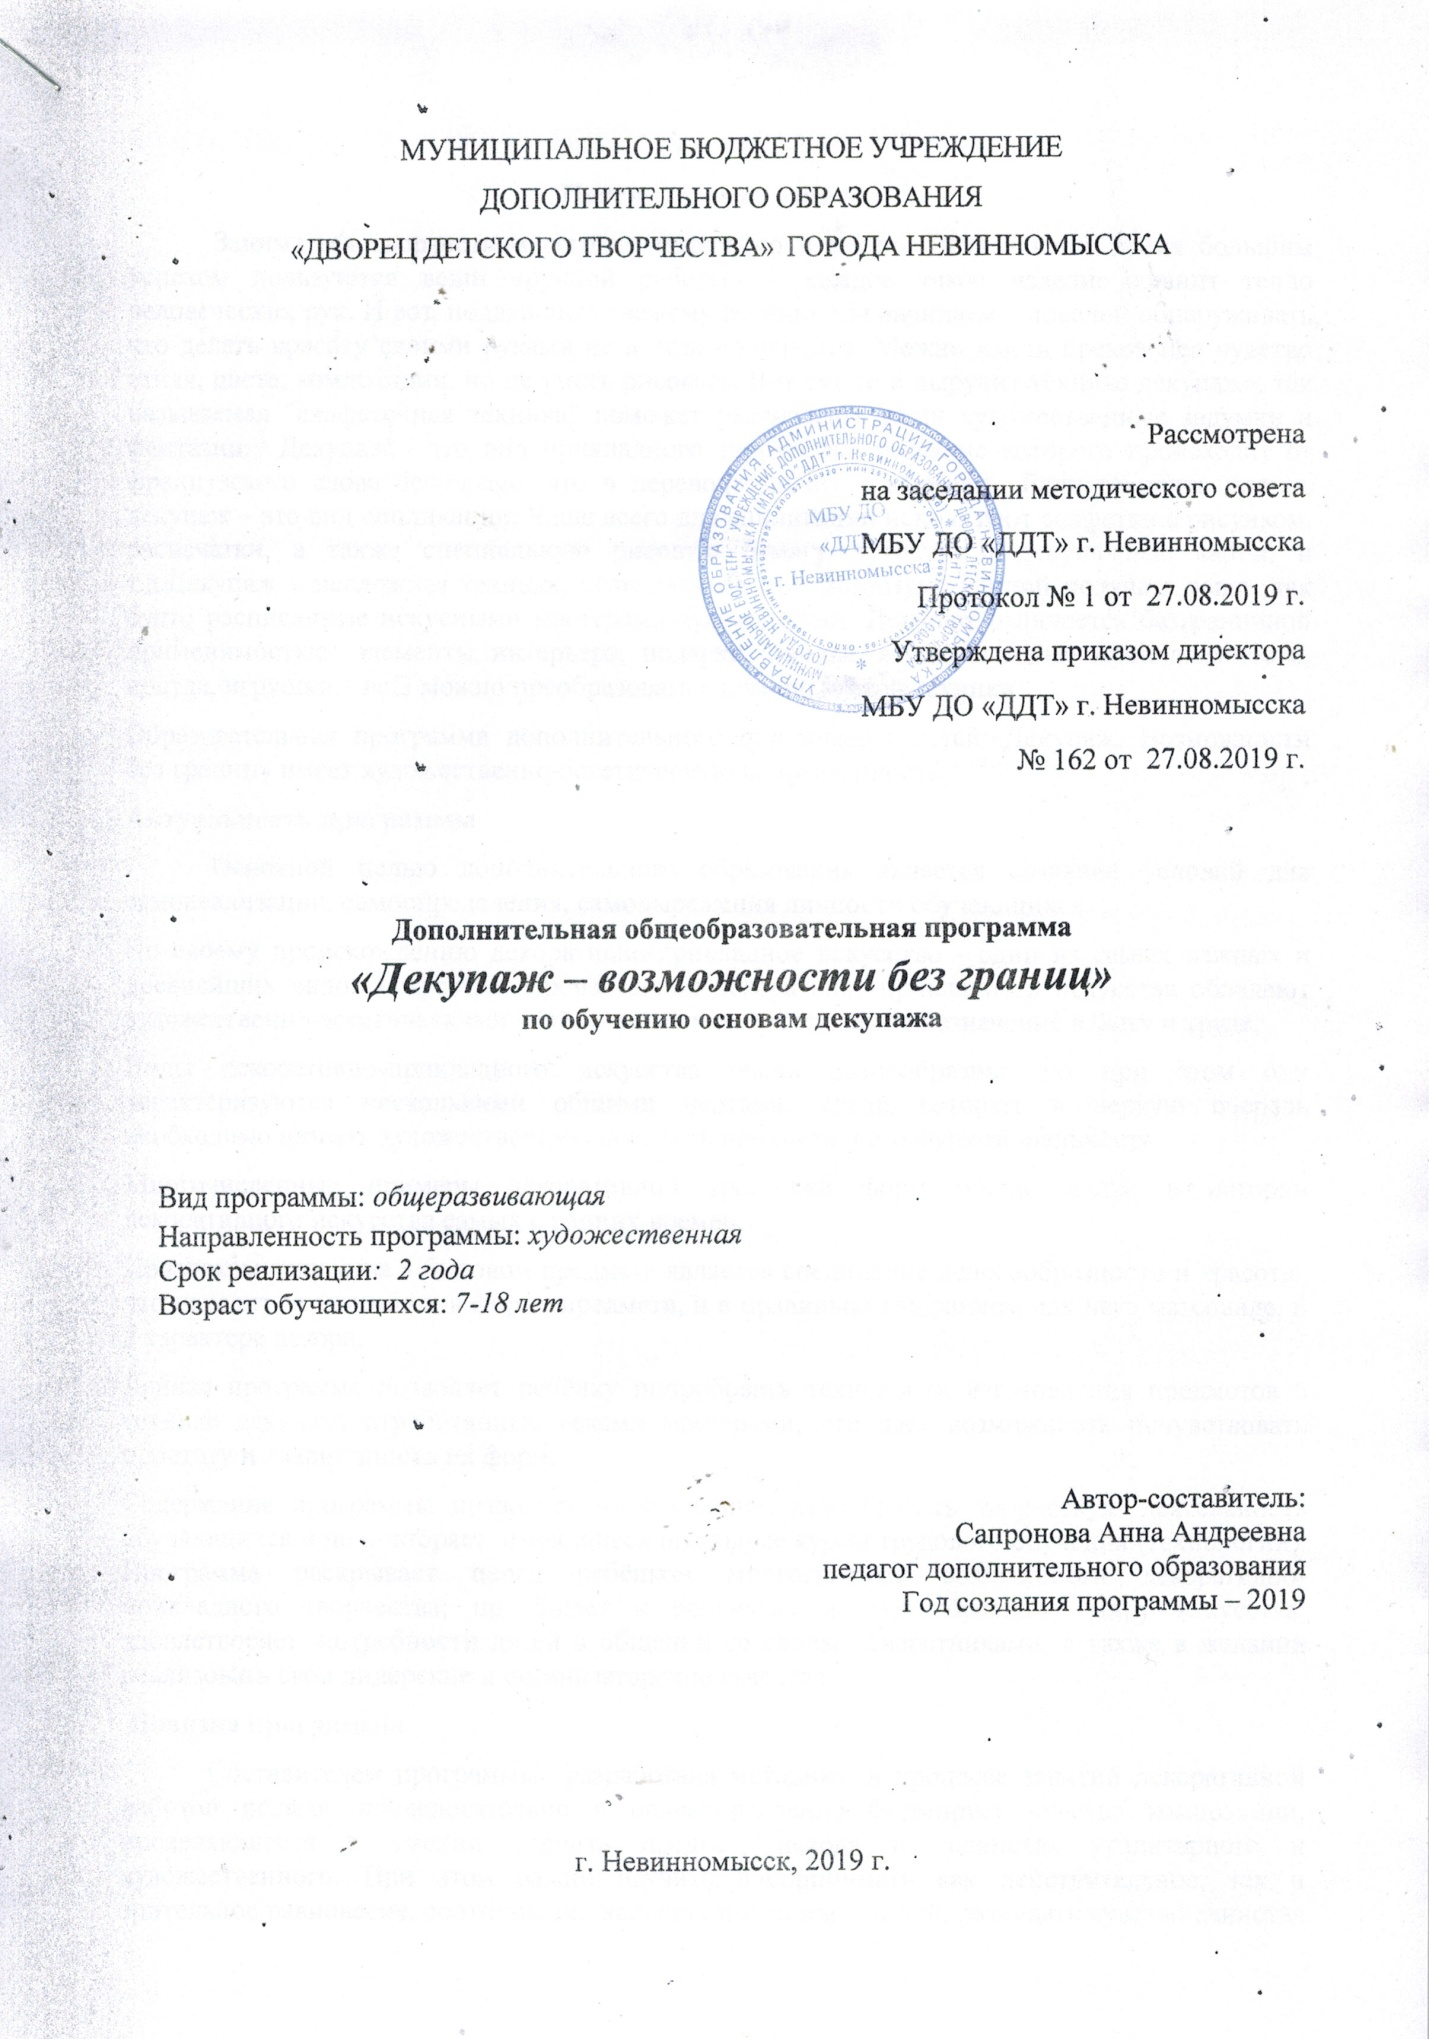 МУНИЦИПАЛЬНОЕ БЮДЖЕТНОЕ УЧРЕЖДЕНИЕ
ДОПОЛНИТЕЛЬНОГО ОБРАЗОВАНИЯ
«ДВОРЕЦ ДЕТСКОГО ТВОРЧЕСТВА» ГОРОДА НЕВИННОМЫССКА
Рассмотрена
на заседании методического совета
МБУ ДО «ДДТ» г. Невинномысска
Протокол № 1 от 27.08.2019 г.
Утверждена приказом директора
МБУ ДО «ДДТ» г. Невинномысска
№ 162 от 27.08.2019 г.
МБУ ДО
«ДДТ»
г. Невинномысска
Дополнительная общеобразовательная программа
«Декупаж – возможности без границ»
по обучению основам декупажа
Вид программы: общеразвивающая
Направленность программы: художественная
Срок реализации: 2 года
Возраст обучающихся: 7-18 лет
Автор-составитель:
Сапронова Анна Андреевна
педагог дополнительного образования
Год создания программы – 2019
г. Невинномысск, 2019 г.